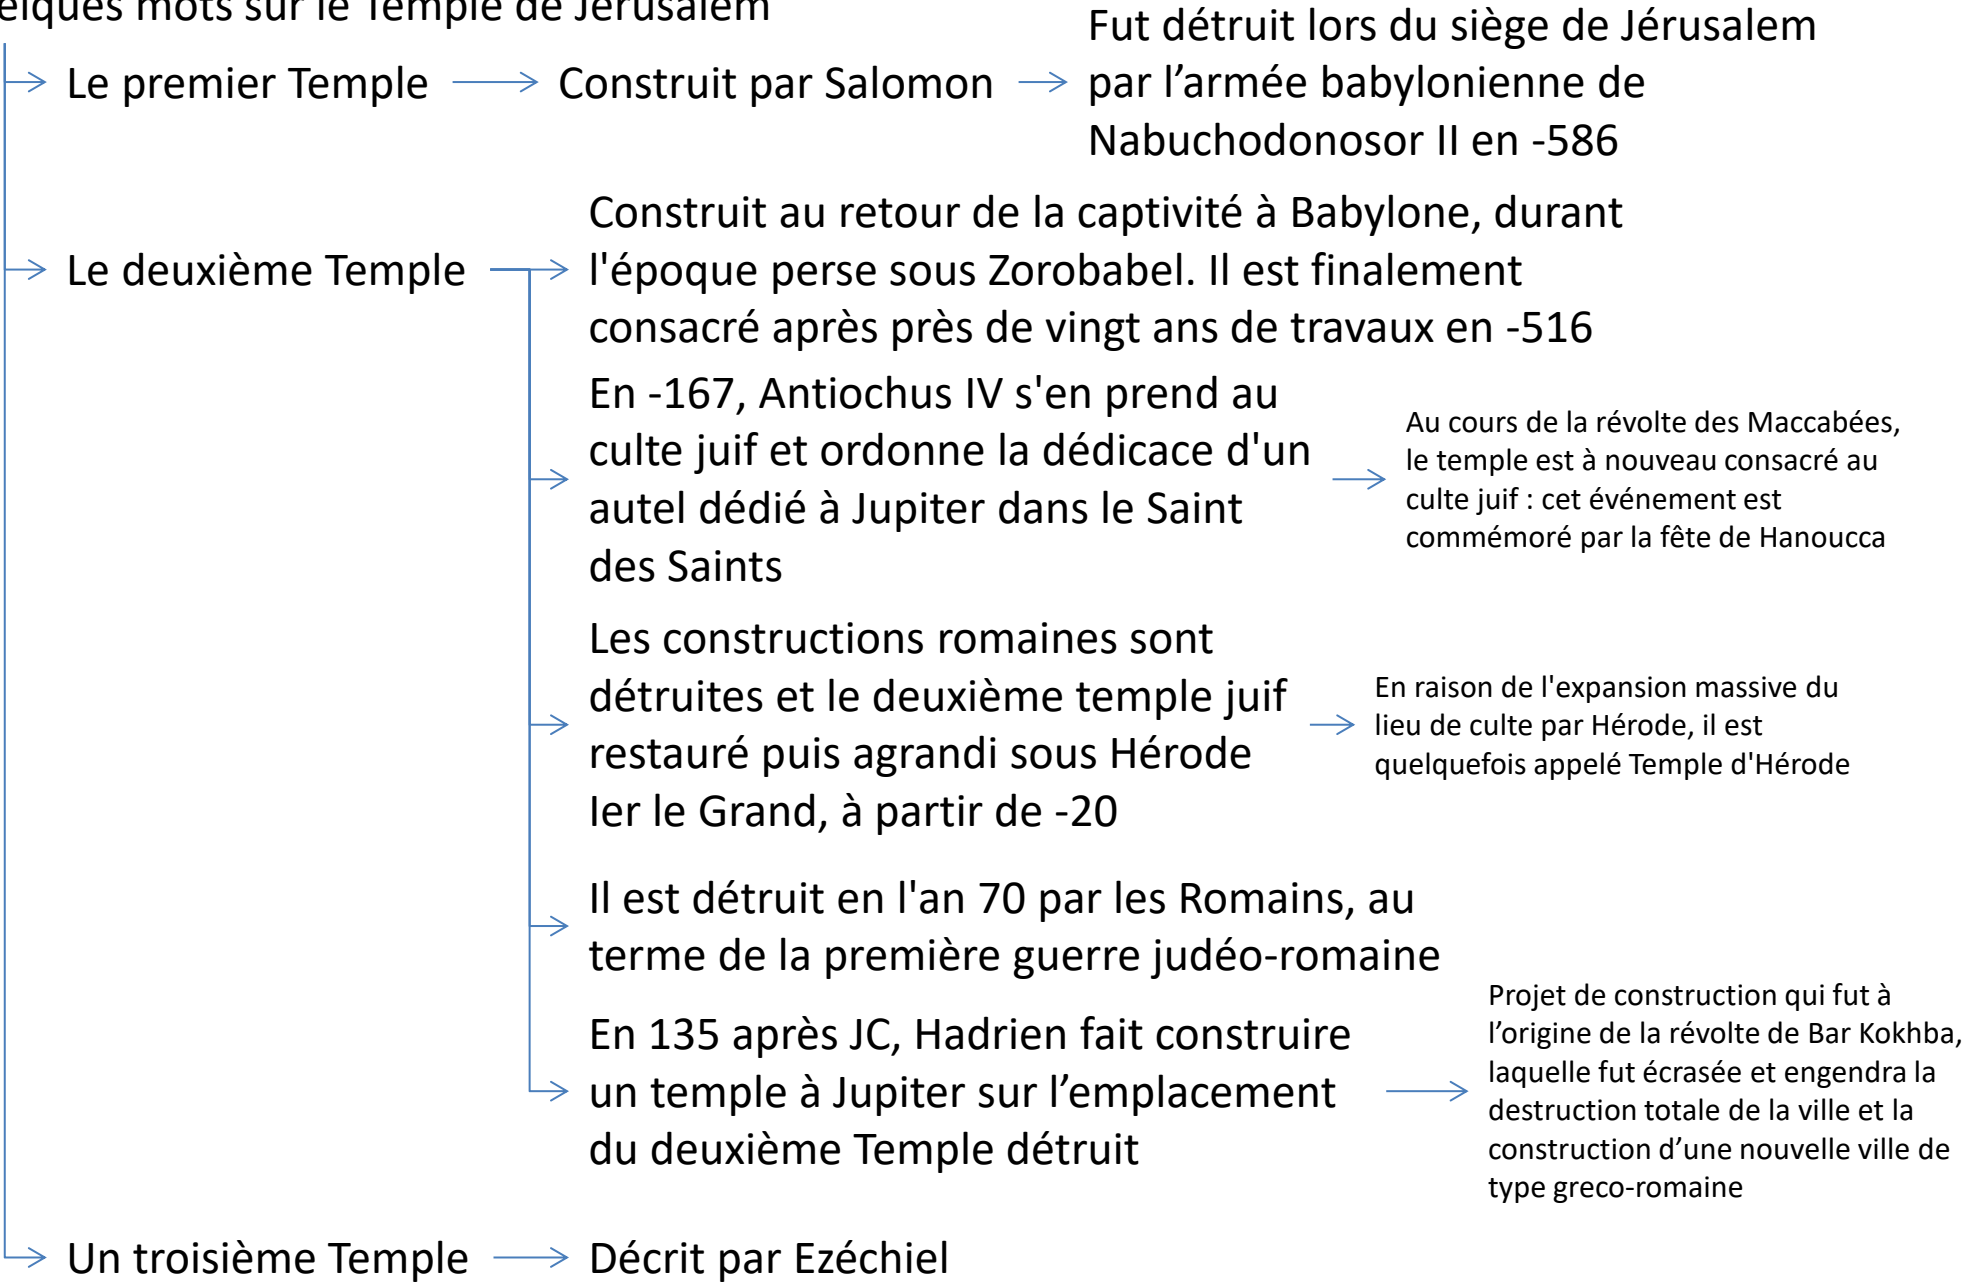 elques mots sur le Temple de Jérusalem
Le premier Temple
Construit par Salomon
Fut détruit lors du siège de Jérusalem
par l’armée babylonienne de
Nabuchodonosor II en -586
Le deuxième Temple
Construit au retour de la captivité à Babylone, durant
l'époque perse sous Zorobabel. Il est finalement
consacré après près de vingt ans de travaux en -516
En -167, Antiochus IV s'en prend au
culte juif et ordonne la dédicace d'un
autel dédié à Jupiter dans le Saint
des Saints
Au cours de la révolte des Maccabées,
le temple est à nouveau consacré au
culte juif : cet événement est
commémoré par la fête de Hanoucca
Les constructions romaines sont
détruites et le deuxième temple juif
restauré puis agrandi sous Hérode
Ier le Grand, à partir de -20
En raison de l'expansion massive du
lieu de culte par Hérode, il est
quelquefois appelé Temple d'Hérode
Il est détruit en l'an 70 par les Romains, au
terme de la première guerre judéo-romaine
En 135 après JC, Hadrien fait construire
un temple à Jupiter sur l’emplacement
du deuxième Temple détruit
Projet de construction qui fut à
l’origine de la révolte de Bar Kokhba,
laquelle fut écrasée et engendra la
destruction totale de la ville et la
construction d’une nouvelle ville de
type greco-romaine
Un troisième Temple
Décrit par Ezéchiel